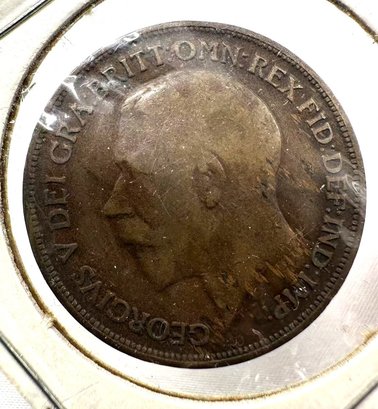 GEORGIVS V DEI GRA: BRITT: OMN: REX FID: DEF: IND: IMP: